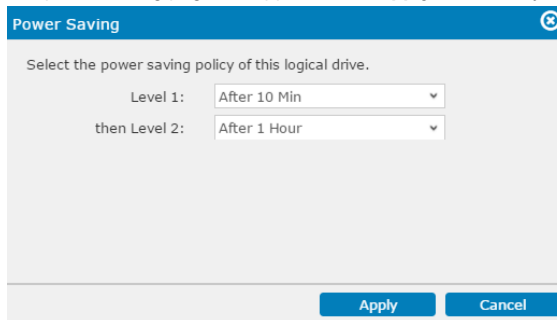 Power Saving
Select the power saving policy of this logical drive.
Level 1: After 10 Min
then Level 2: After 1 Hour
Apply Cancel